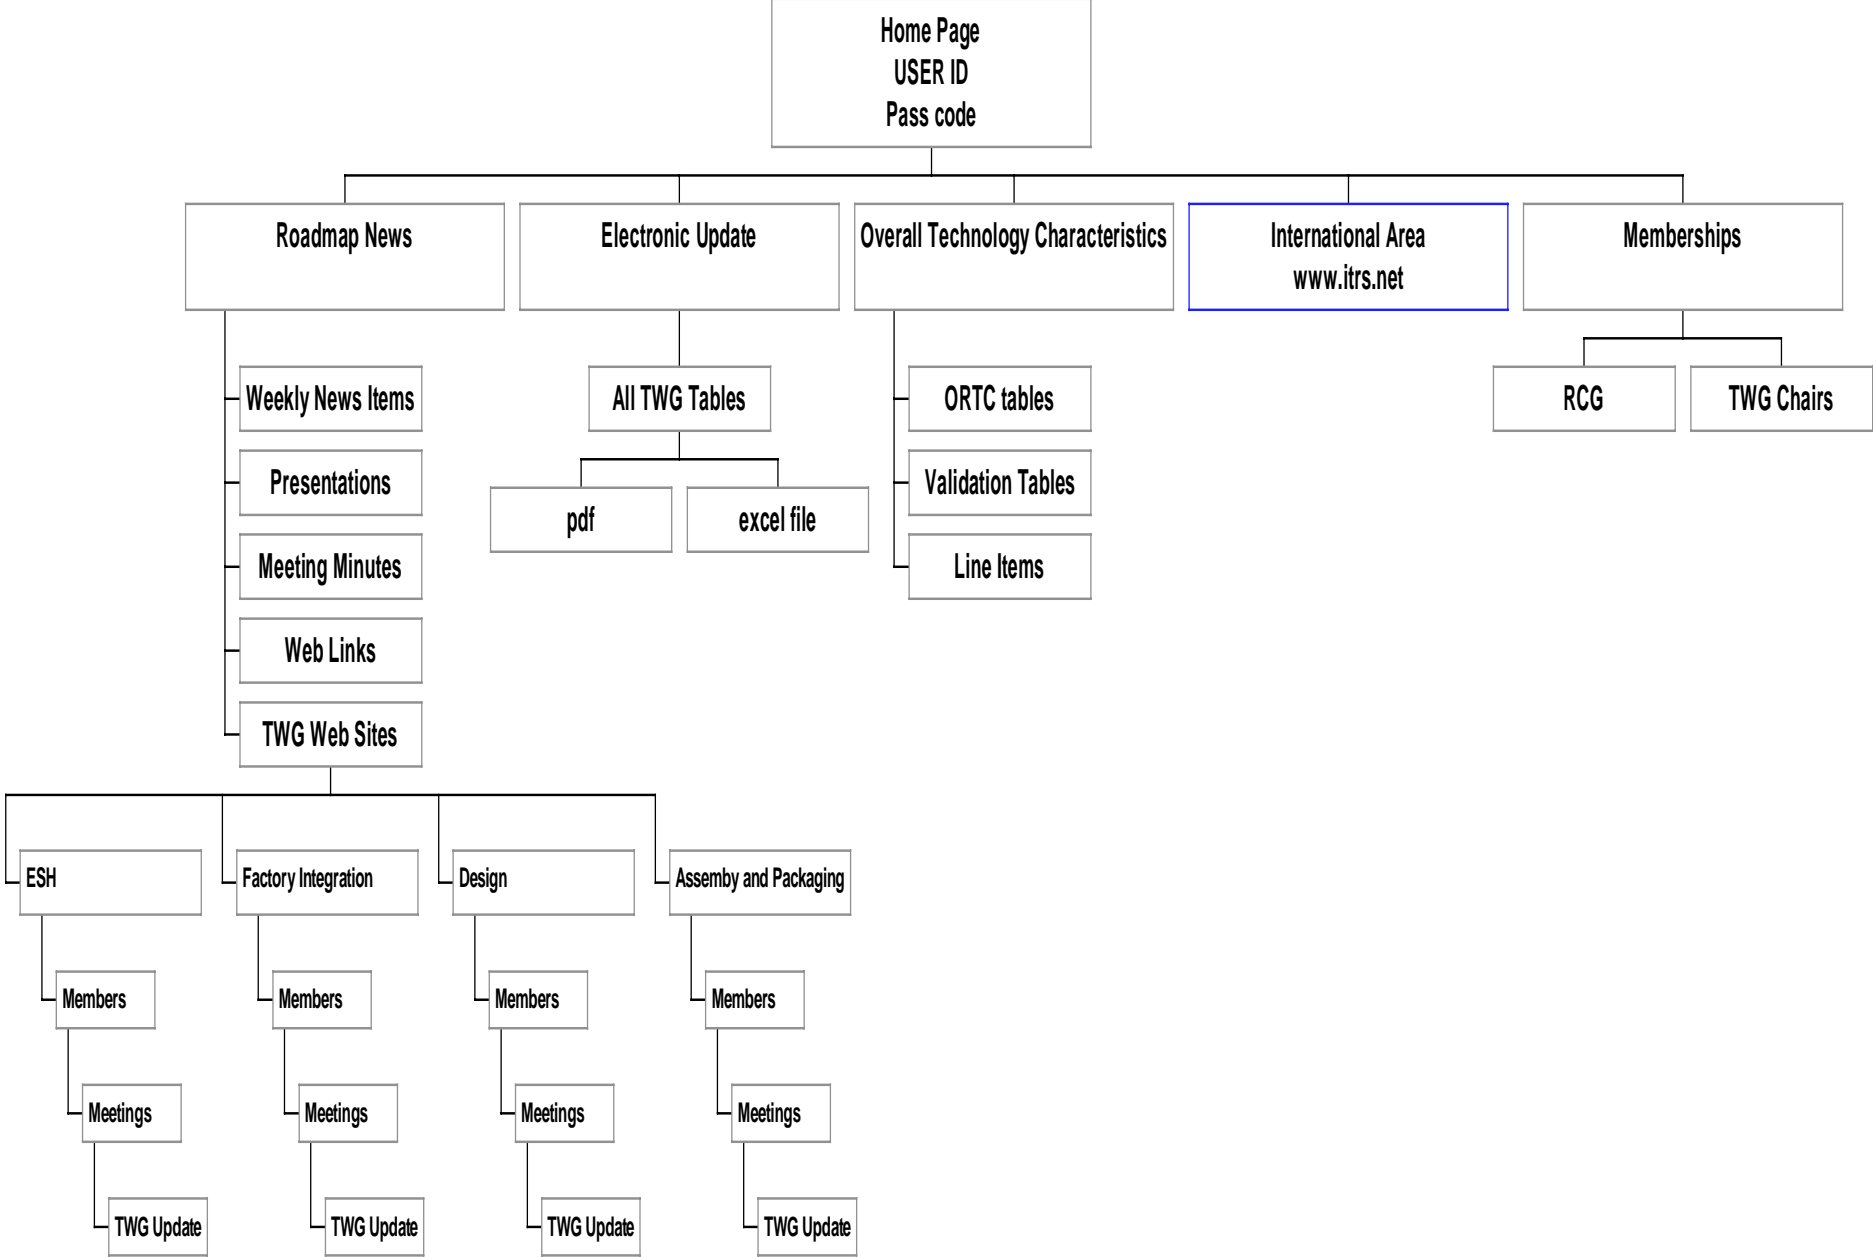 Home Page
USER ID
Pass code
Roadmap News
Electronic Update
Overall Technology Characteristics
International Area
www.itrs.net
Memberships
Weekly News Items
All TWG Tables
ORTC tables
RCG
TWG Chairs
Presentations
Validation Tables
pdf
excel file
Meeting Minutes
Line Items
Web Links
TWG Web Sites
ESH
Factory Integration
Design
Assemby and Packaging
Members
Members
Members
Members
Meetings
Meetings
Meetings
Meetings
TWG Update
TWG Update
TWG Update
TWG Update